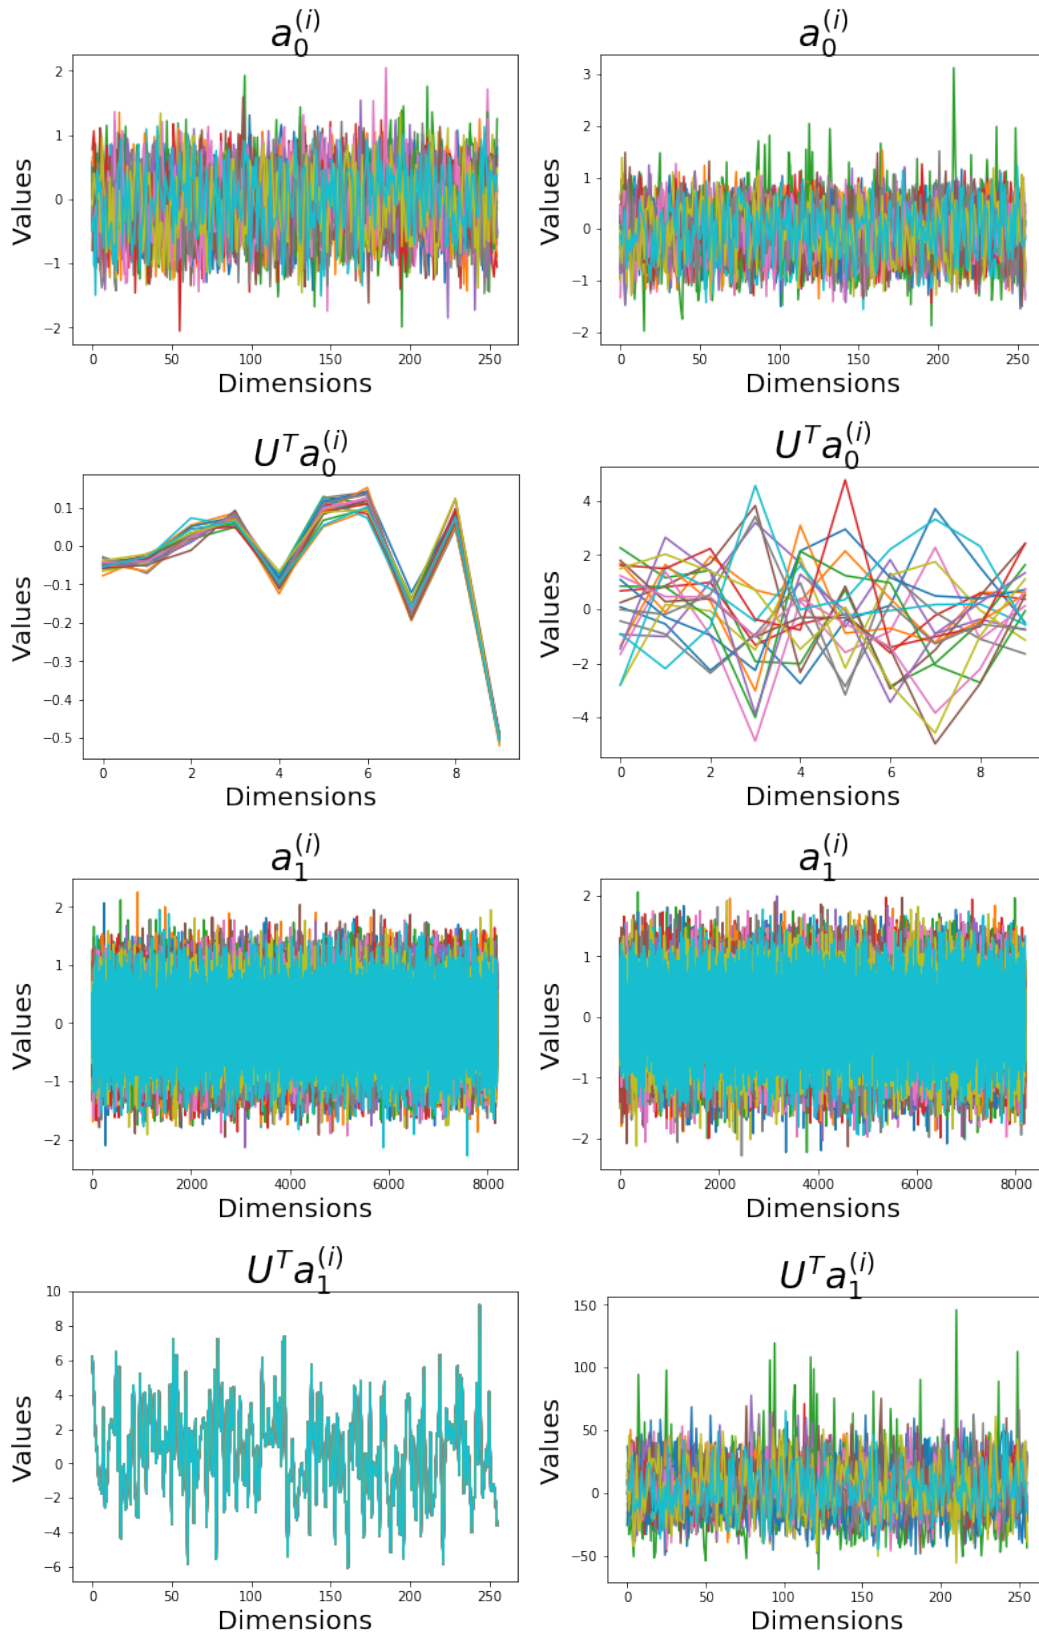 a_0^{(i)}
Values
2
1
0
−1
−2
0 50 100 150 200 250
Dimensions
a_0^{(i)}
Values
3
2
1
0
−1
−2
0 50 100 150 200 250
Dimensions
U^T a_0^{(i)}
Values
0.1
0.0
−0.1
−0.2
−0.3
−0.4
−0.5
0 2 4 6 8
Dimensions
U^T a_0^{(i)}
Values
4
2
0
−2
−4
0 2 4 6 8
Dimensions
a_1^{(i)}
Values
2
1
0
−1
−2
0 2000 4000 6000 8000
Dimensions
a_1^{(i)}
Values
2
1
0
−1
−2
0 2000 4000 6000 8000
Dimensions
U^T a_1^{(i)}
Values
10
8
6
4
2
0
−2
−4
−6
0 50 100 150 200 250
Dimensions
U^T a_1^{(i)}
Values
150
100
50
0
−50
0 50 100 150 200 250
Dimensions